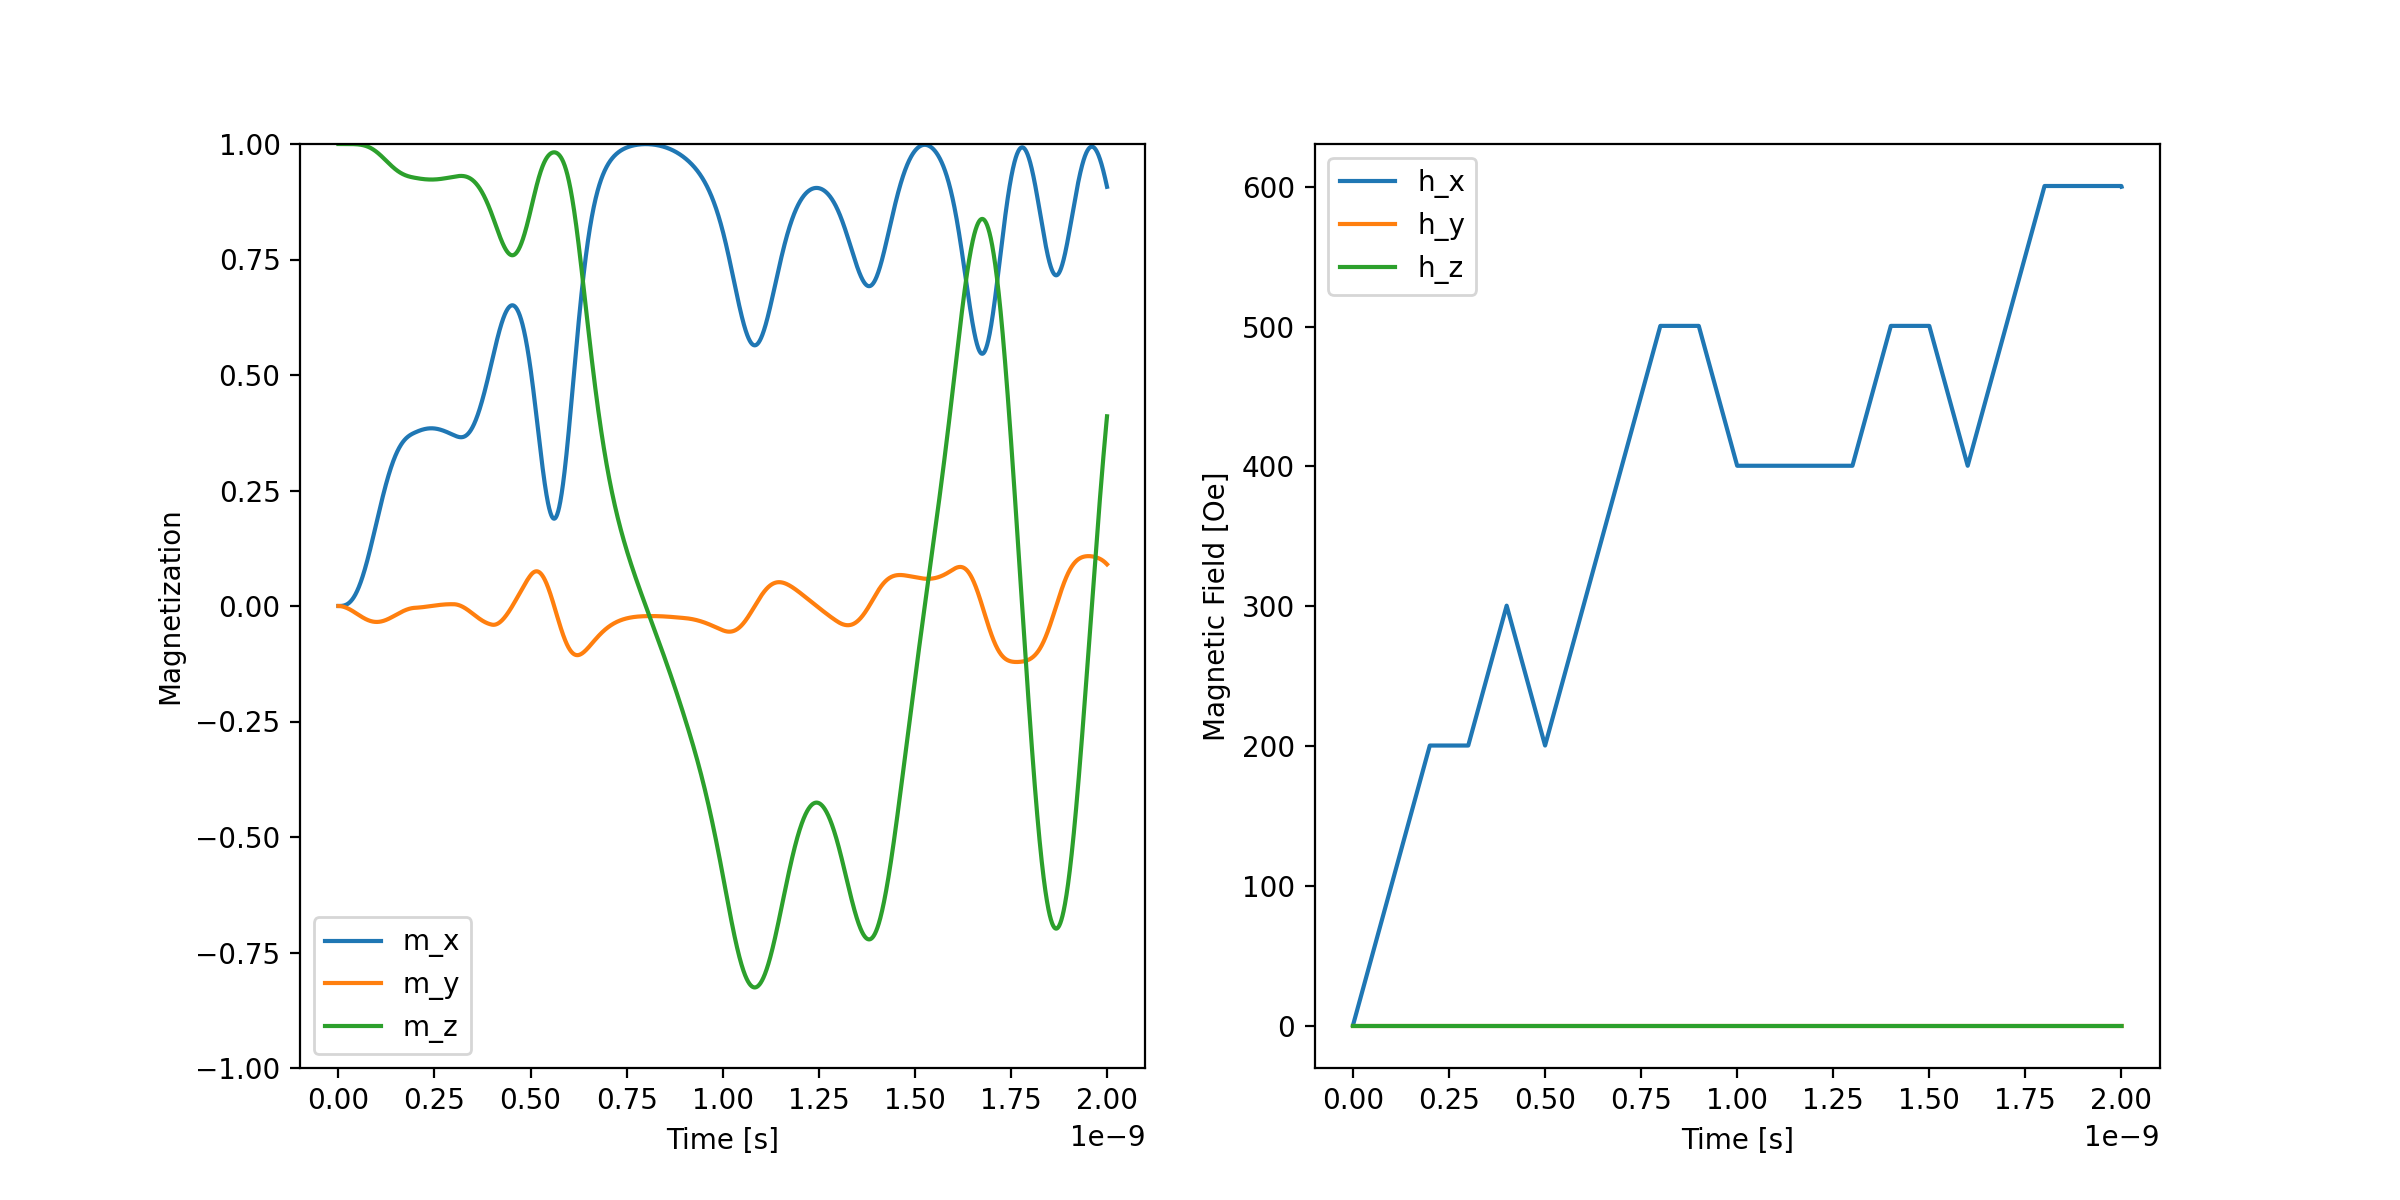 Magnetization
1.00
0.75
0.50
0.25
0.00
−0.25
−0.50
−0.75
−1.00
m_x
m_y
m_z
0.00 0.25 0.50 0.75 1.00 1.25 1.50 1.75 2.00
Time [s]
1e−9
Magnetic Field [Oe]
600
500
400
300
200
100
0
h_x
h_y
h_z
0.00 0.25 0.50 0.75 1.00 1.25 1.50 1.75 2.00
Time [s]
1e−9